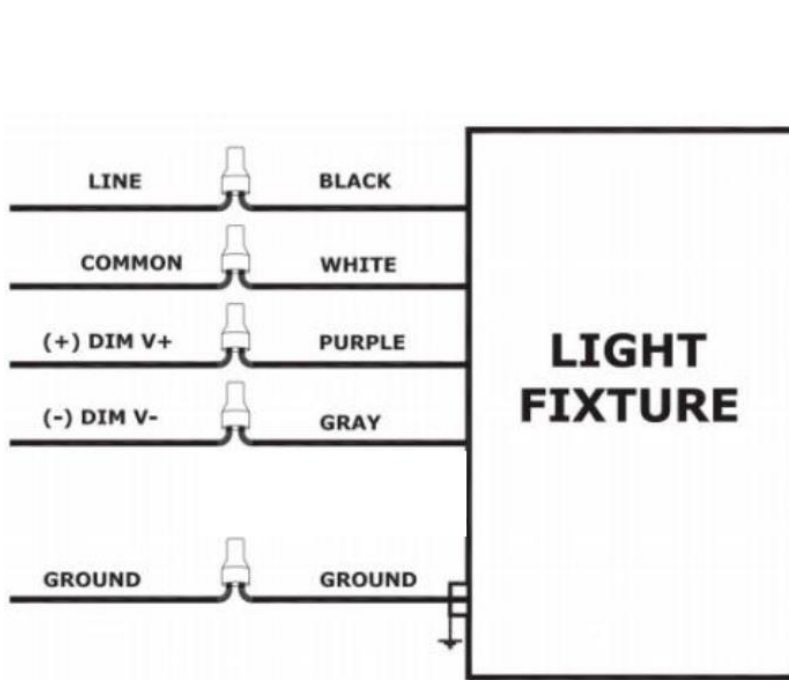 LINE BLACK
COMMON WHITE
(+) DIM V+ PURPLE
LIGHT
FIXTURE
(-) DIM V- GRAY
GROUND GROUND